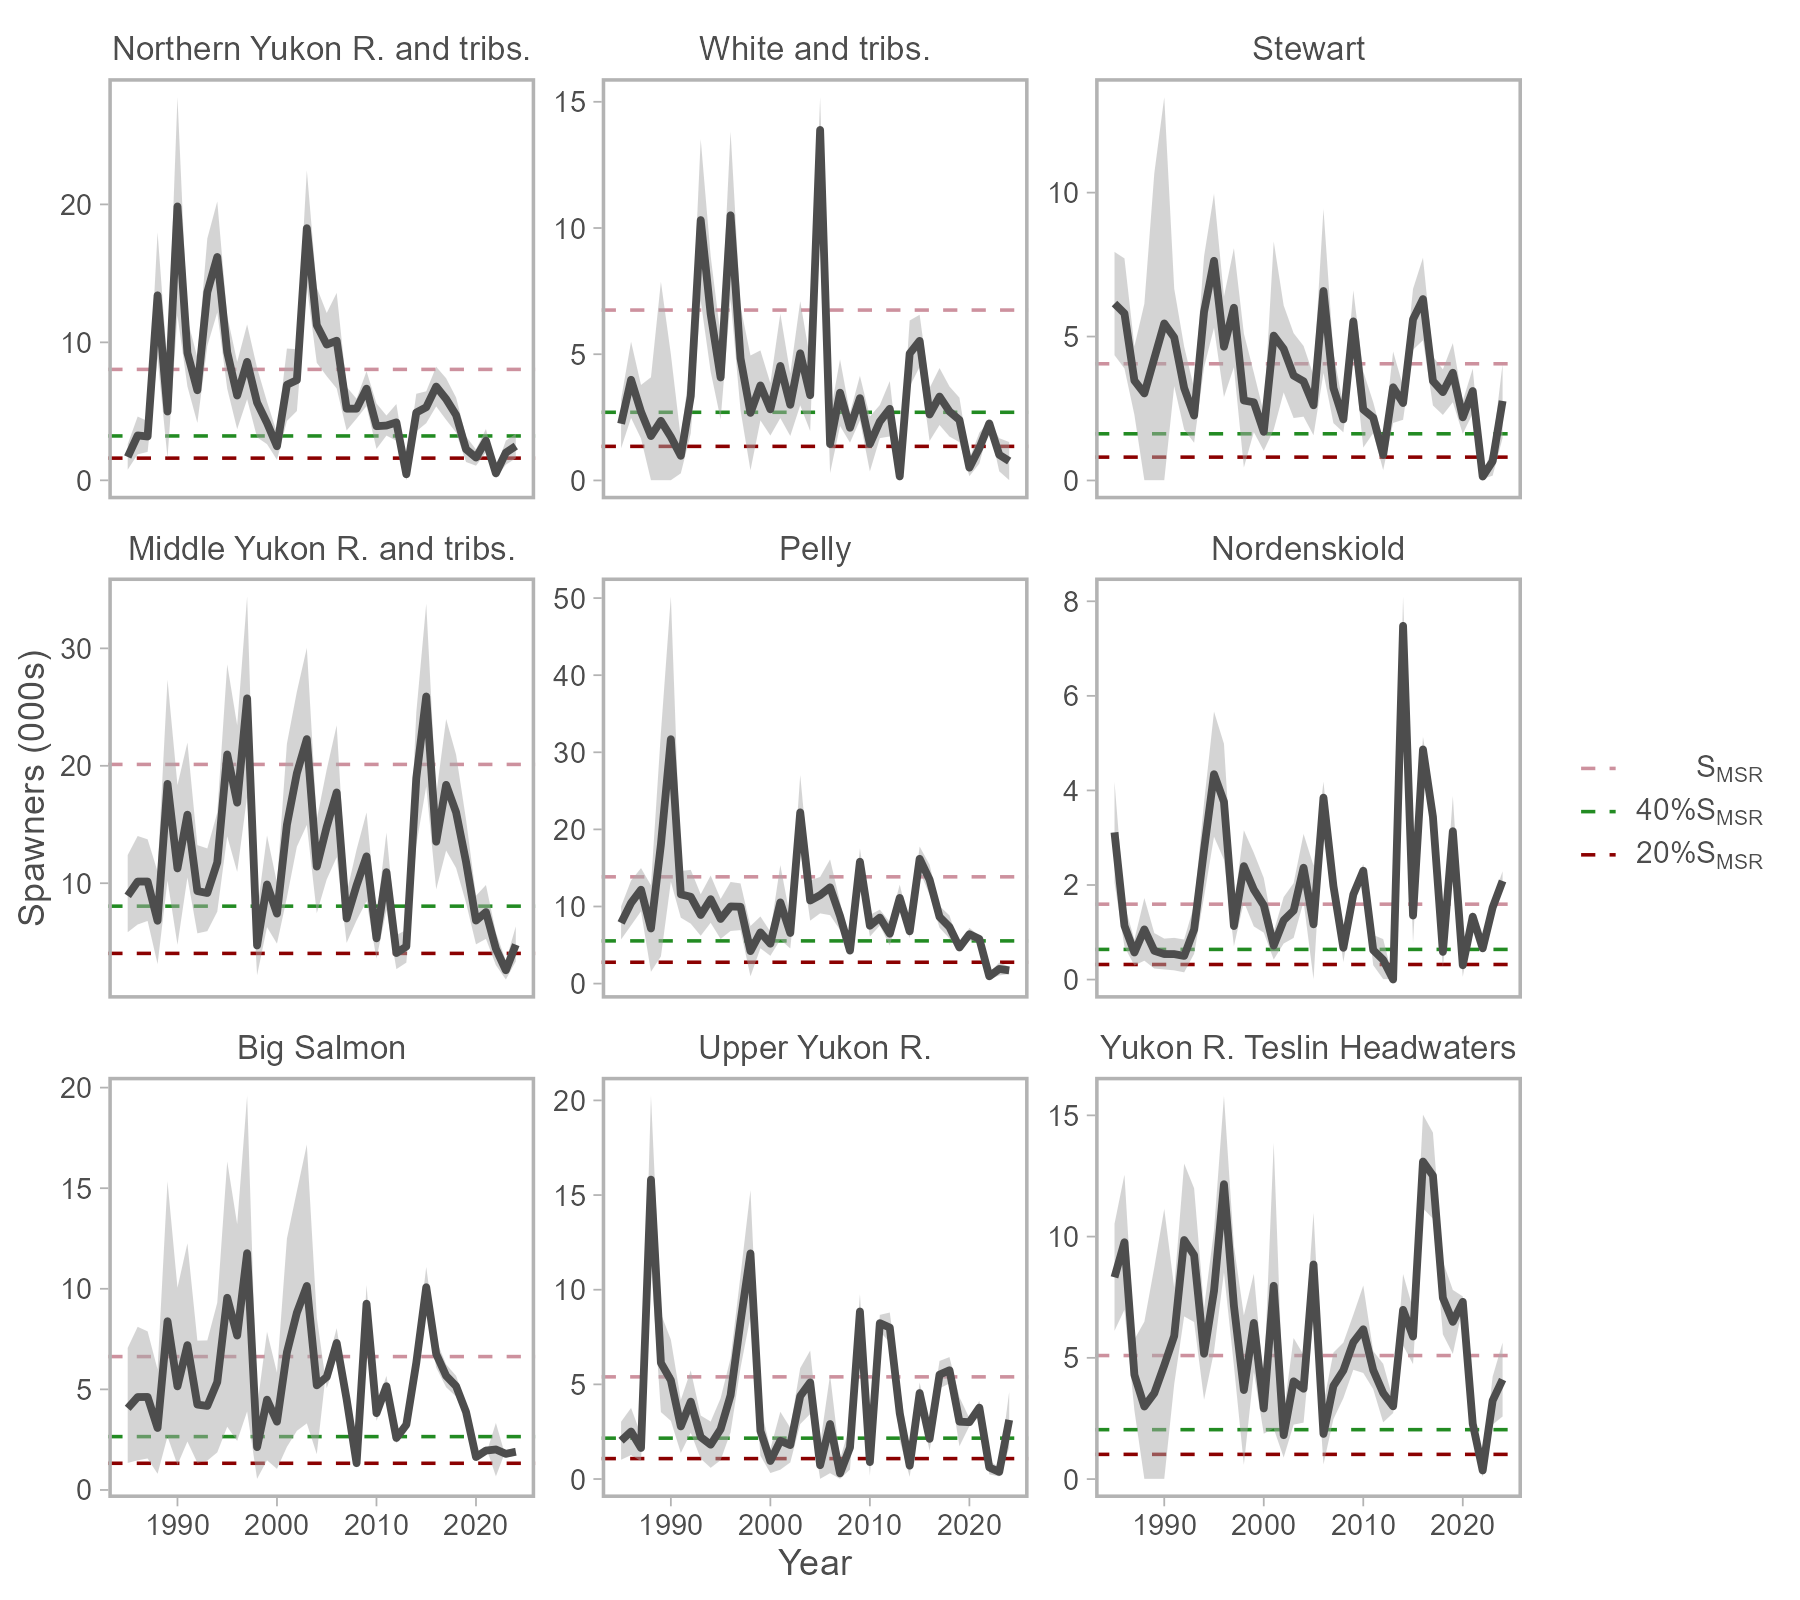 Northern Yukon R. and tribs.
White and tribs.
Stewart
20
10
0
15
10
5
0
10
5
0
Middle Yukon R. and tribs.
Pelly
Nordenskiold
30
20
10
50
40
30
20
10
0
8
6
4
2
0
Spawners (000s)
S_MSR
40%S_MSR
20%S_MSR
Big Salmon
Upper Yukon R.
Yukon R. Teslin Headwaters
20
15
10
5
0
20
15
10
5
0
15
10
5
0
1990 2000 2010 2020
1990 2000 2010 2020
1990 2000 2010 2020
Year